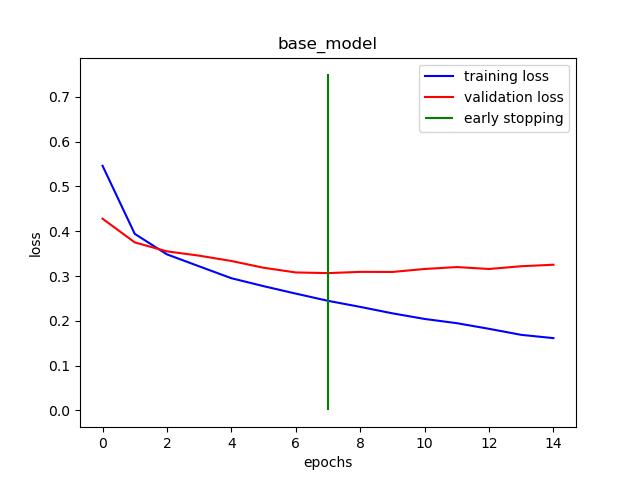 base_model
training loss
validation loss
early stopping
loss
0.7
0.6
0.5
0.4
0.3
0.2
0.1
0.0
0 2 4 6 8 10 12 14
epochs